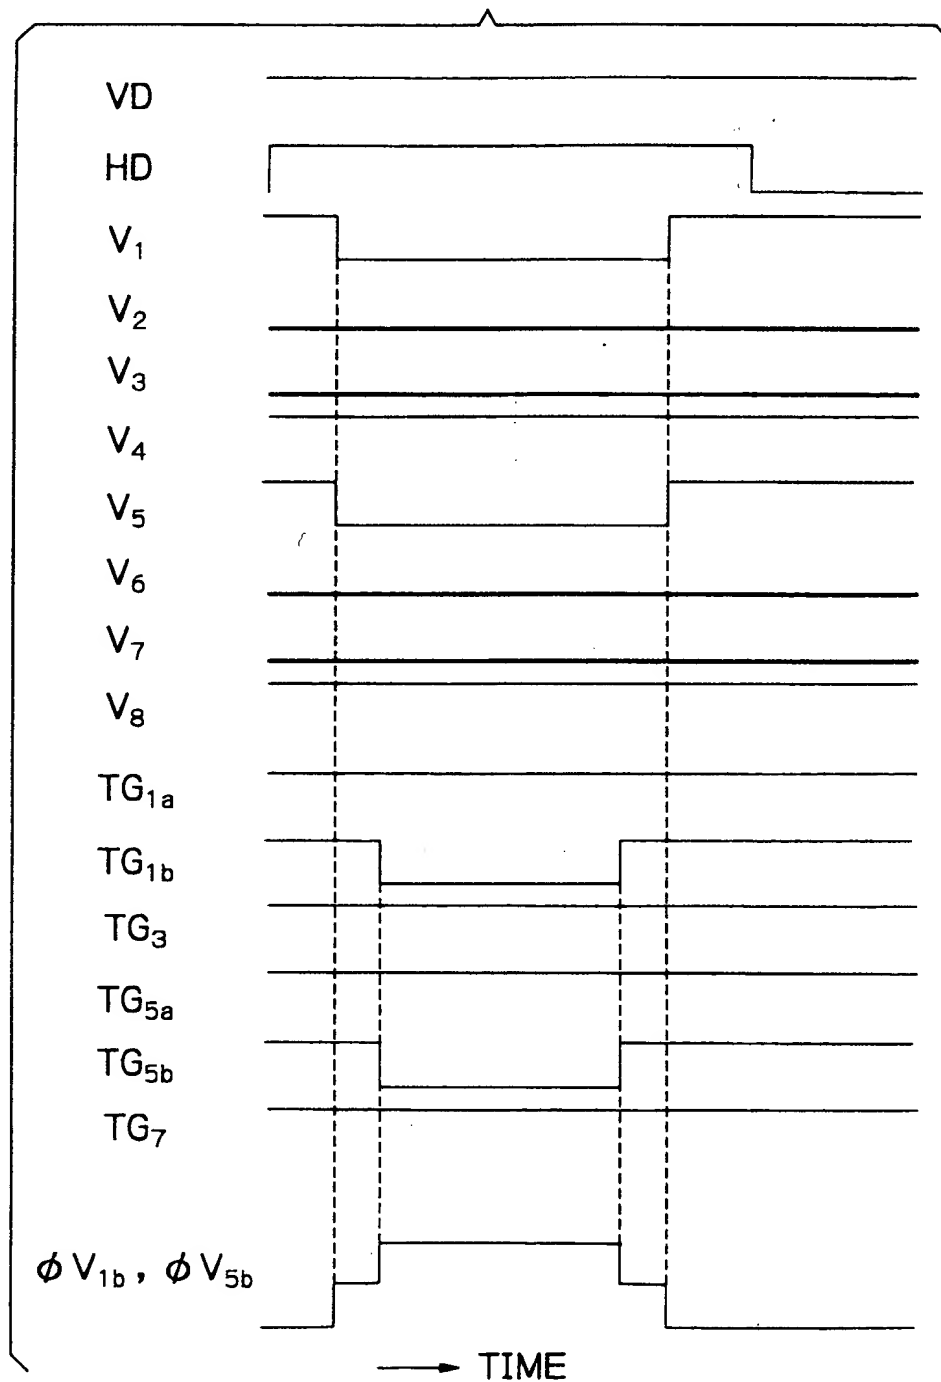 VD
HD
V₁
V₂
V₃
V₄
V₅
V₆
V₇
V₈
TG₁ₐ
TG₁b
TG₃
TG₅ₐ
TG₅b
TG₇
ϕV₁b, ϕV₅b
TIME